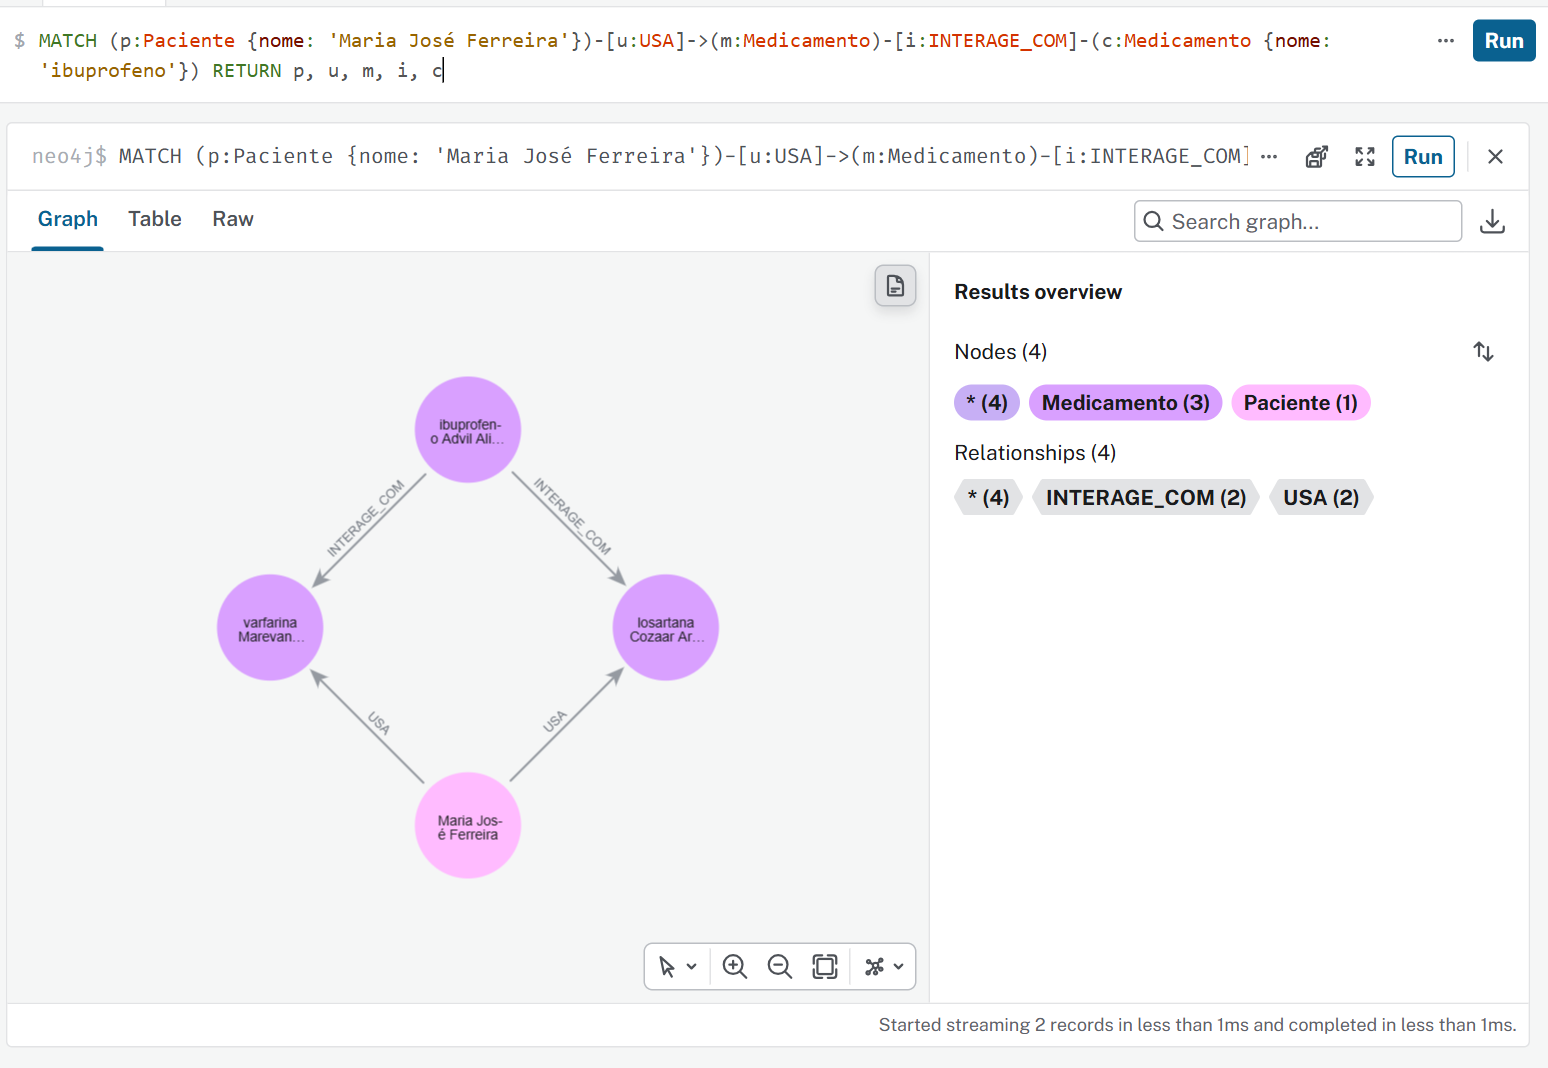 $ MATCH (p:Paciente {nome: 'Maria José Ferreira'})-[u:USA]->(m:Medicamento)-[i:INTERAGE_COM]-(c:Medicamento {nome:
'ibuprofeno'}) RETURN p, u, m, i, c
Run
neo4j$ MATCH (p:Paciente {nome: 'Maria José Ferreira'})-[u:USA]->(m:Medicamento)-[i:INTERAGE_COM]
Run
Graph Table Raw
Search graph...
Results overview
Nodes (4)
* (4) Medicamento (3) Paciente (1)
Relationships (4)
* (4) INTERAGE_COM (2) USA (2)
ibuprofen-
o Advil Ali...
INTERAGE_COM
INTERAGE_COM
varfarina
Marevan...
losartana
Cozaar Ar...
USA
USA
Maria Jos-
é Ferreira
Started streaming 2 records in less than 1ms and completed in less than 1ms.